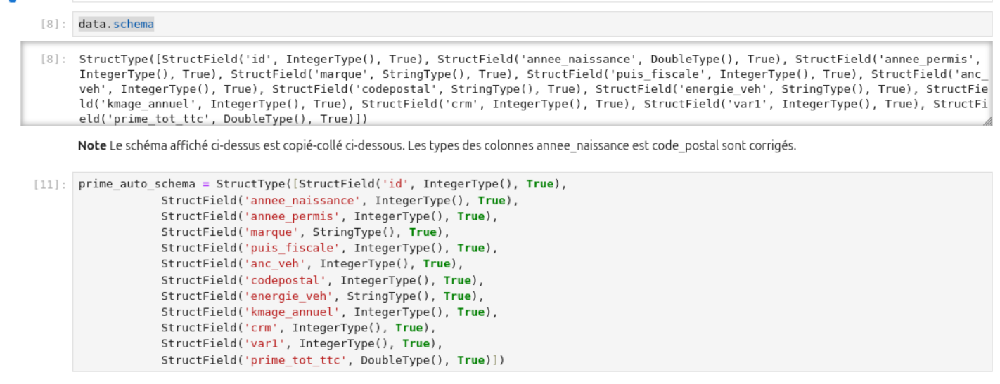 [8]: data.schema
[8]: StructType([StructField('id', IntegerType(), True), StructField('annee_naissance', DoubleType(), True), StructField('annee_permis',
IntegerType(), True), StructField('marque', StringType(), True), StructField('puis_fiscale', IntegerType(), True), StructField('anc_
veh', IntegerType(), True), StructField('codepostal', StringType(), True), StructField('energie_veh', StringType(), True), StructFie
ld('kmage_annuel', IntegerType(), True), StructField('crm', IntegerType(), True), StructField('var1', IntegerType(), True), StructFi
eld('prime_tot_ttc', DoubleType(), True)])
Note Le schéma affiché ci-dessus est copié-collé ci-dessous. Les types des colonnes annee_naissance est code_postal sont corrigés.
[11]: prime_auto_schema = StructType([StructField('id', IntegerType(), True),
StructField('annee_naissance', IntegerType(), True),
StructField('annee_permis', IntegerType(), True),
StructField('marque', StringType(), True),
StructField('puis_fiscale', IntegerType(), True),
StructField('anc_veh', IntegerType(), True),
StructField('codepostal', IntegerType(), True),
StructField('energie_veh', StringType(), True),
StructField('kmage_annuel', IntegerType(), True),
StructField('crm', IntegerType(), True),
StructField('var1', IntegerType(), True),
StructField('prime_tot_ttc', DoubleType(), True)])